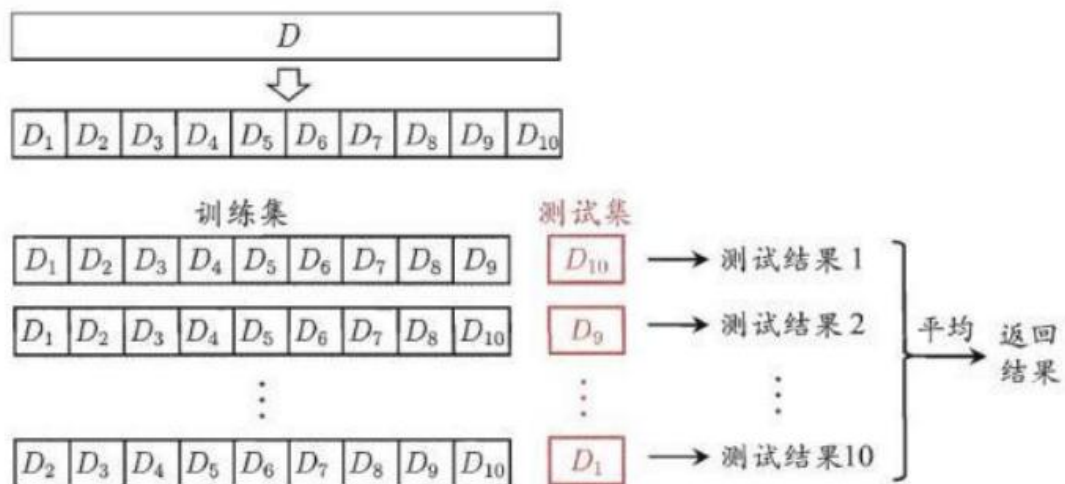 D
D₁ D₂ D₃ D₄ D₅ D₆ D₇ D₈ D₉ D₁₀
训练集 测试集
D₁ D₂ D₃ D₄ D₅ D₆ D₇ D₈ D₉ D₁₀ 测试结果1
D₁ D₂ D₃ D₄ D₅ D₆ D₇ D₈ D₁₀ D₉ 测试结果2
平均 返回
结果
⋮ ⋮ ⋮
D₂ D₃ D₄ D₅ D₆ D₇ D₈ D₉ D₁₀ D₁ 测试结果10